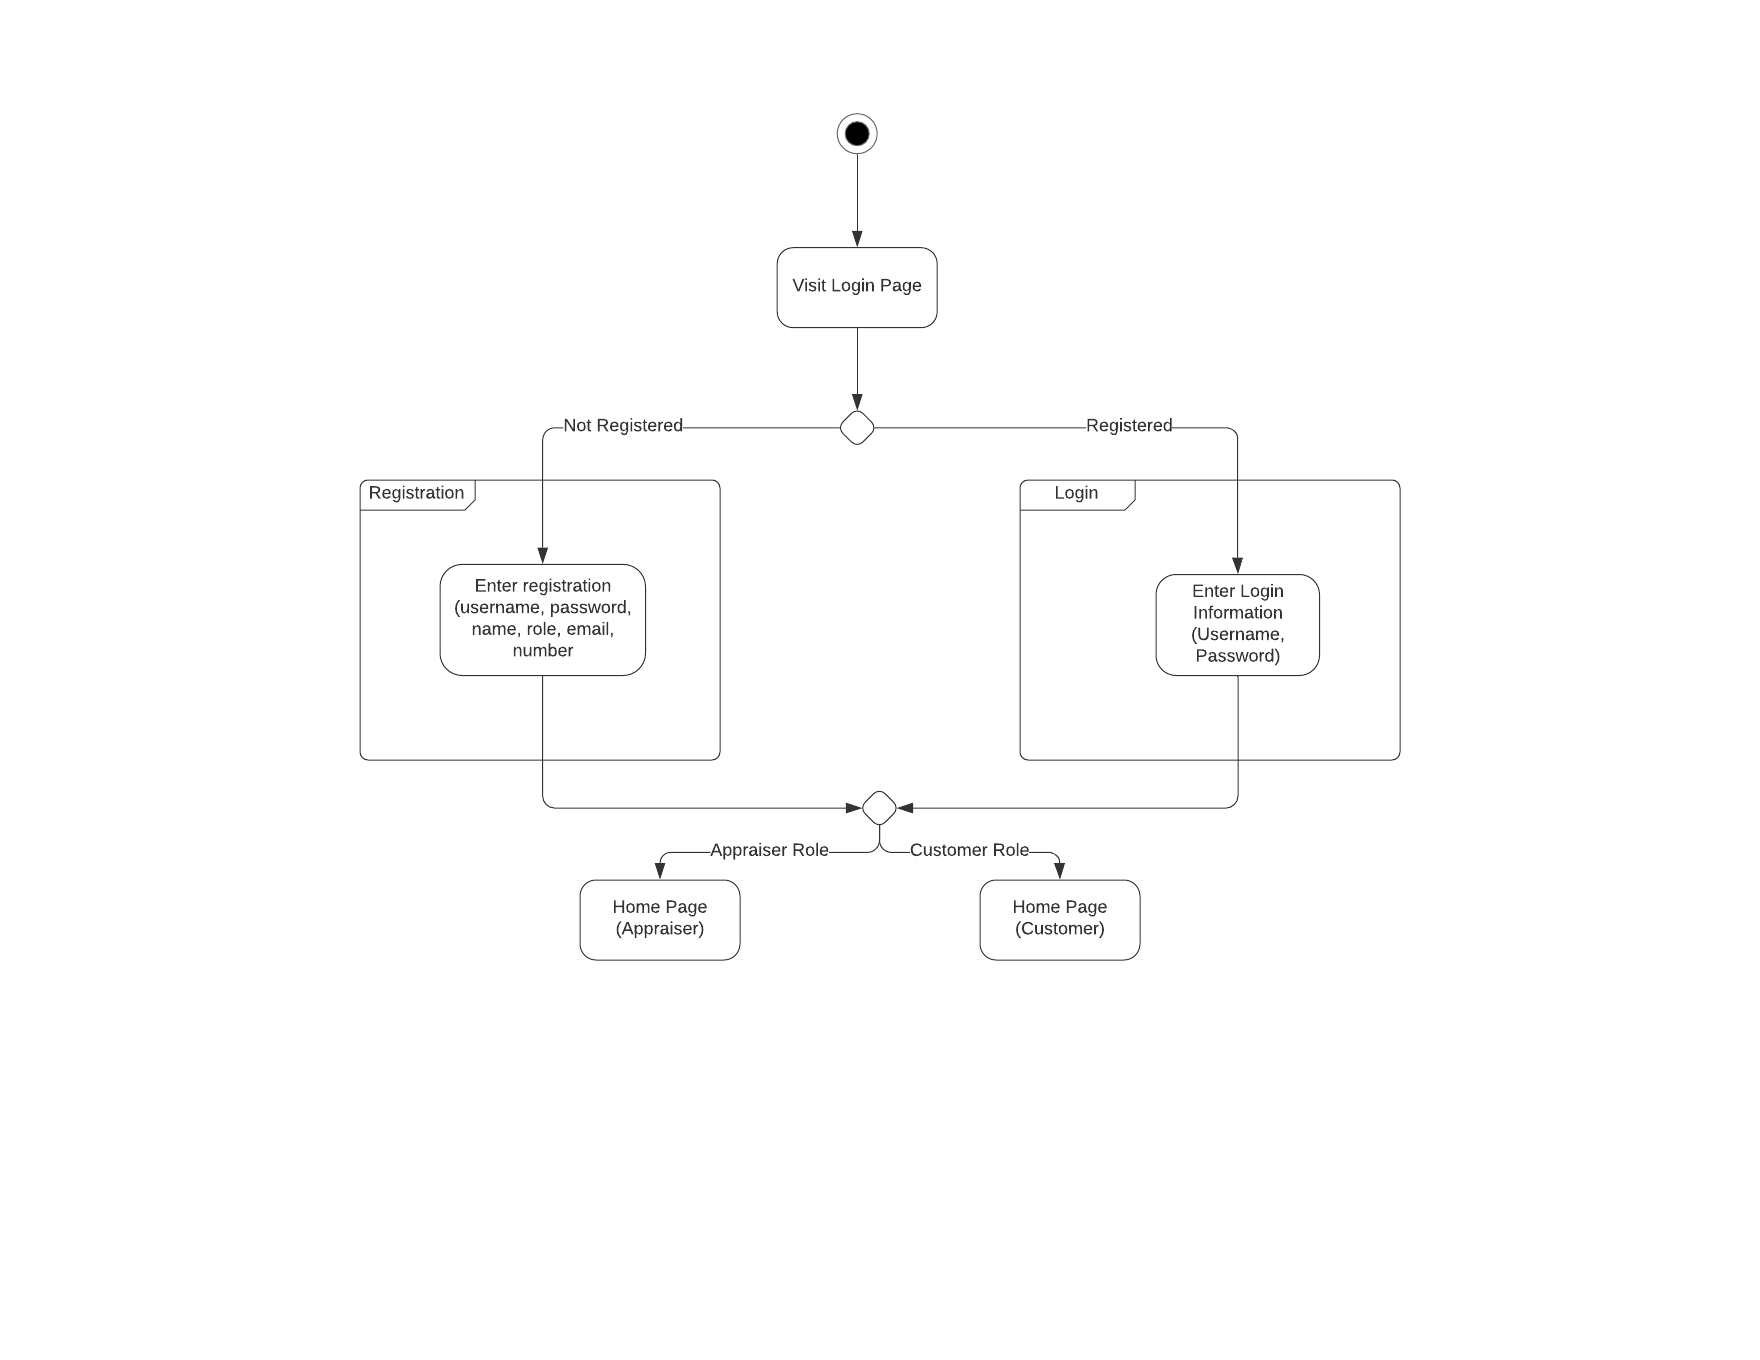 Visit Login Page
Not Registered
Registered
Registration
Login
Enter registration
(username, password,
name, role, email,
number
Enter Login
Information
(Username,
Password)
Appraiser Role
Customer Role
Home Page
(Appraiser)
Home Page
(Customer)